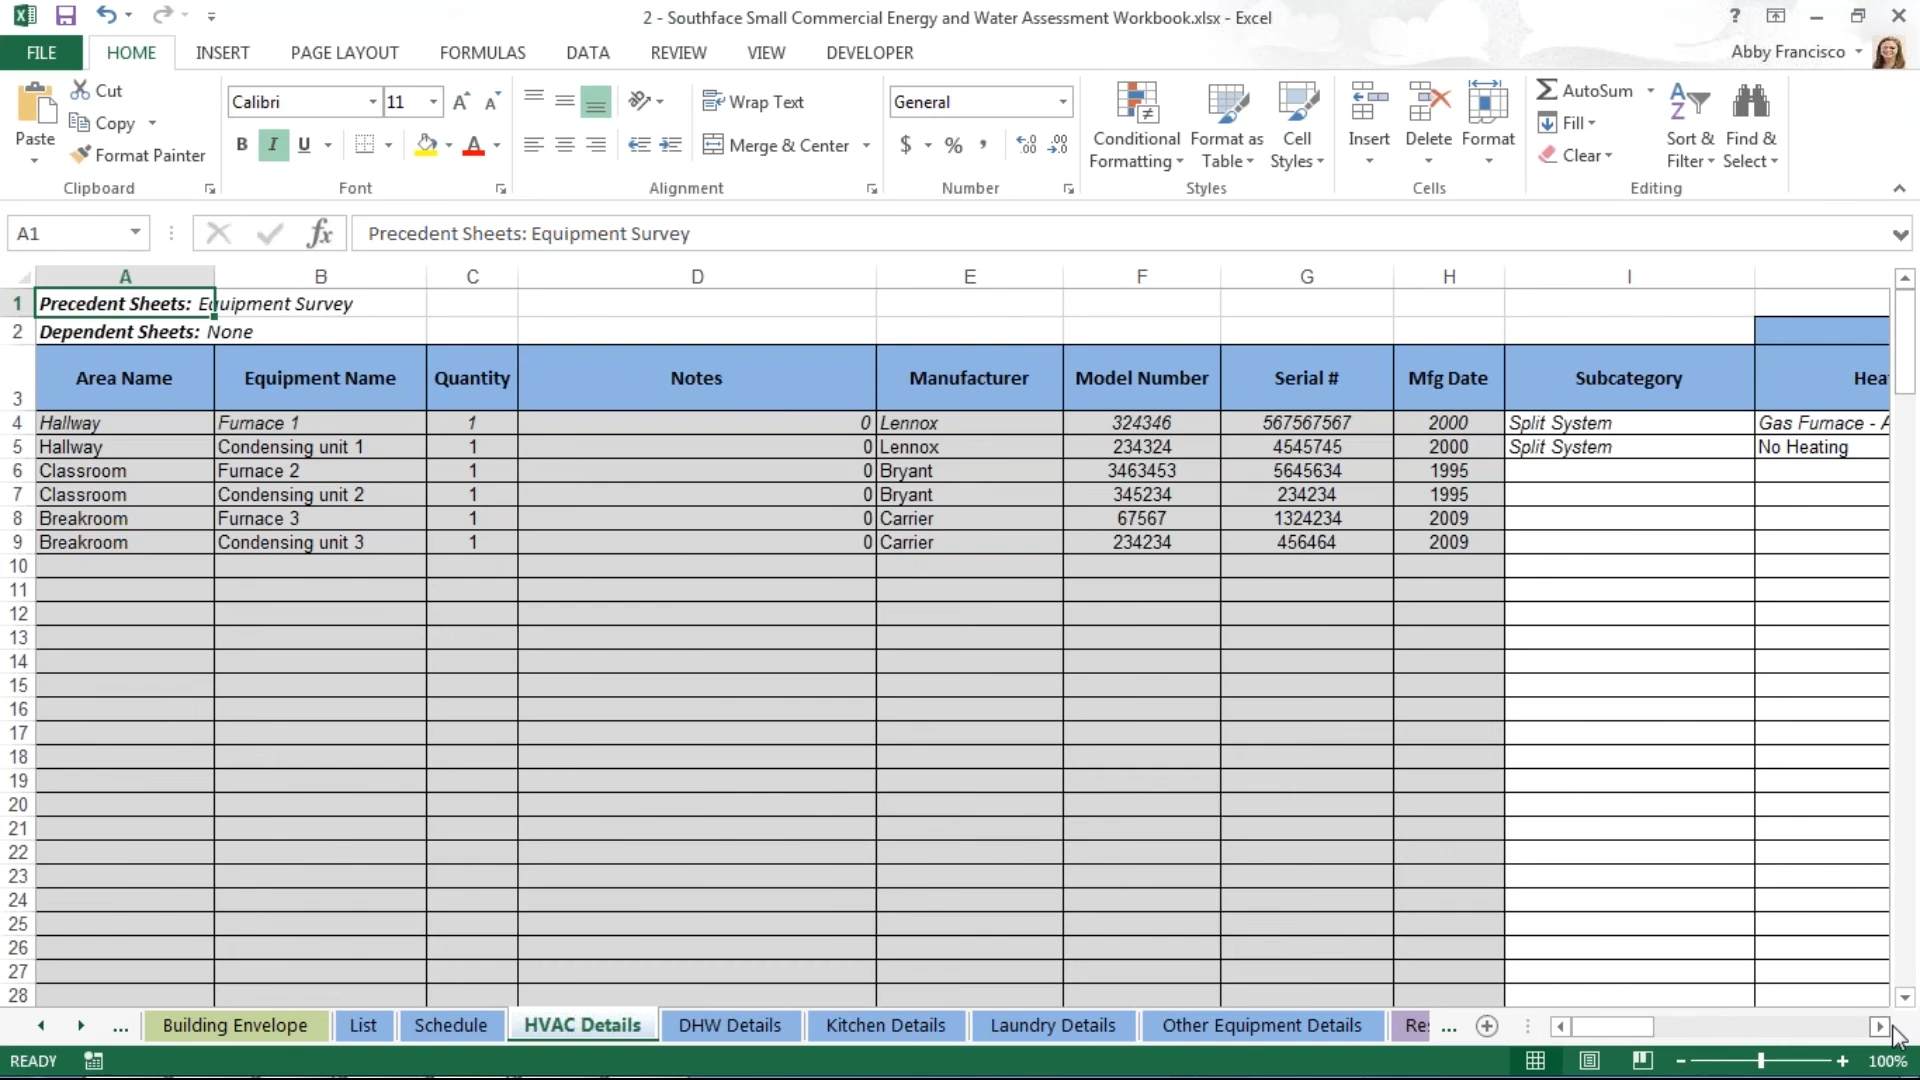 2 - Southface Small Commercial Energy and Water Assessment Workbook.xlsx - Excel
?
FILE HOME INSERT PAGE LAYOUT FORMULAS DATA REVIEW VIEW DEVELOPER Abby Francisco
Paste
Cut
Copy
Format Painter
Clipboard
Calibri 11
B I U
Font
Wrap Text
Merge & Center
Alignment
General
$ %
Number
Conditional Formatting
Format as Table
Cell Styles
Styles
Insert Delete Format
Cells
AutoSum
Fill
Clear
Sort & Filter
Find & Select
Editing
A1 fx Precedent Sheets: Equipment Survey
A B C D E F G H I
1 Precedent Sheets: Equipment Survey
2 Dependent Sheets: None
3 Area Name Equipment Name Quantity Notes Manufacturer Model Number Serial # Mfg Date Subcategory Hea
4 Hallway Furnace 1 1 0 Lennox 324346 567567567 2000 Split System Gas Furnace - A
5 Hallway Condensing unit 1 1 0 Lennox 234324 4545745 2000 Split System No Heating
6 Classroom Furnace 2 1 0 Bryant 3463453 5645634 1995
7 Classroom Condensing unit 2 1 0 Bryant 345234 234234 1995
8 Breakroom Furnace 3 1 0 Carrier 67567 1324234 2009
9 Breakroom Condensing unit 3 1 0 Carrier 234234 456464 2009
10
11
12
13
14
15
16
17
18
19
20
21
22
23
24
25
26
27
28
... Building Envelope List Schedule HVAC Details DHW Details Kitchen Details Laundry Details Other Equipment Details Re ...
READY 100%